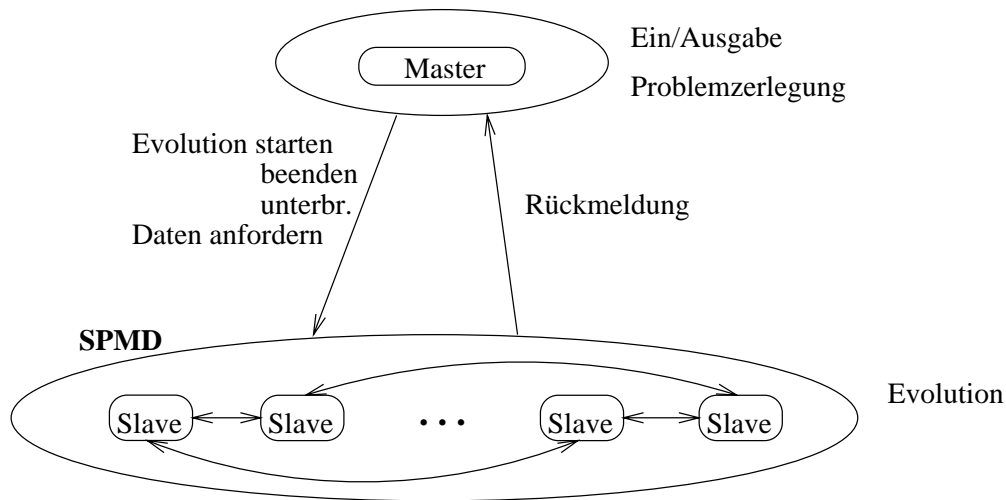 Ein/Ausgabe
Master
Problemzerlegung
Evolution starten
beenden
unterbr.
Daten anfordern
Rückmeldung
SPMD
Evolution
Slave
Slave
...
Slave
Slave